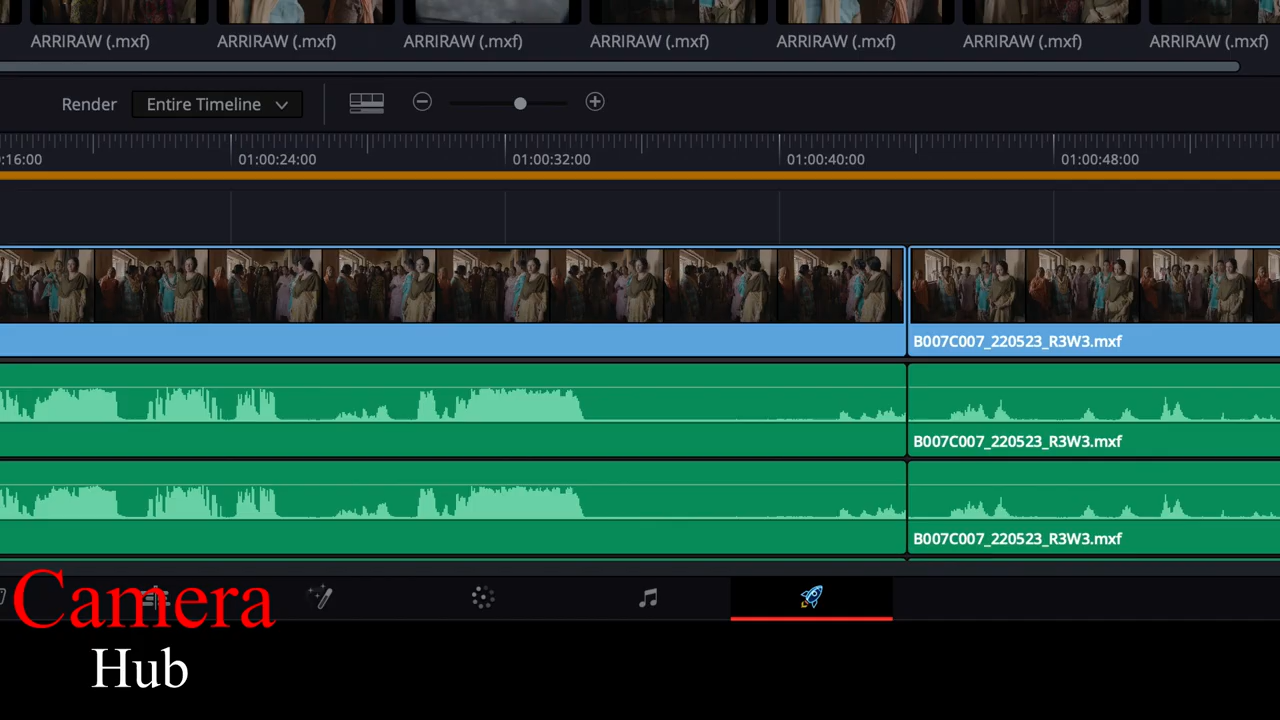 ARRIRAW (.mxf) ARRIRAW (.mxf) ARRIRAW (.mxf) ARRIRAW (.mxf) ARRIRAW (.mxf) ARRIRAW (.mxf) ARRIRAW (.mxf)
Render Entire Timeline
:16:00 01:00:24:00 01:00:32:00 01:00:40:00 01:00:48:00
B007C007_220523_R3W3.mxf
B007C007_220523_R3W3.mxf
B007C007_220523_R3W3.mxf
Camera
Hub